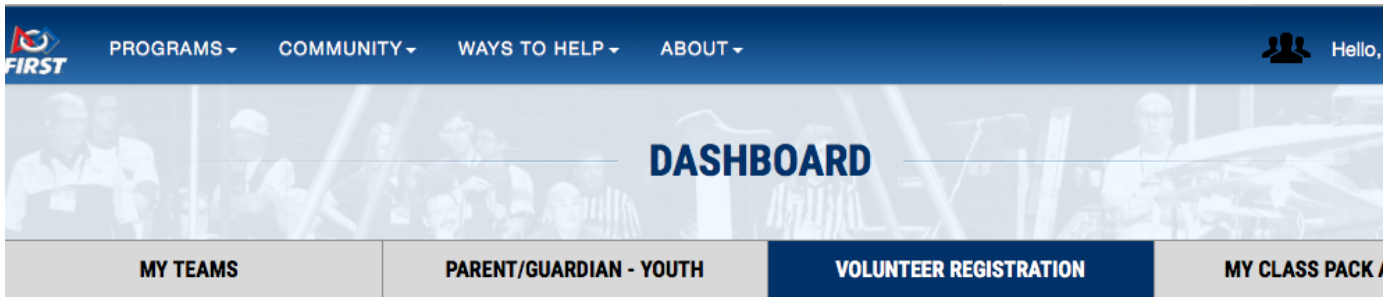 FIRST PROGRAMS COMMUNITY WAYS TO HELP ABOUT Hello,
DASHBOARD
MY TEAMS PARENT/GUARDIAN - YOUTH VOLUNTEER REGISTRATION MY CLASS PACK